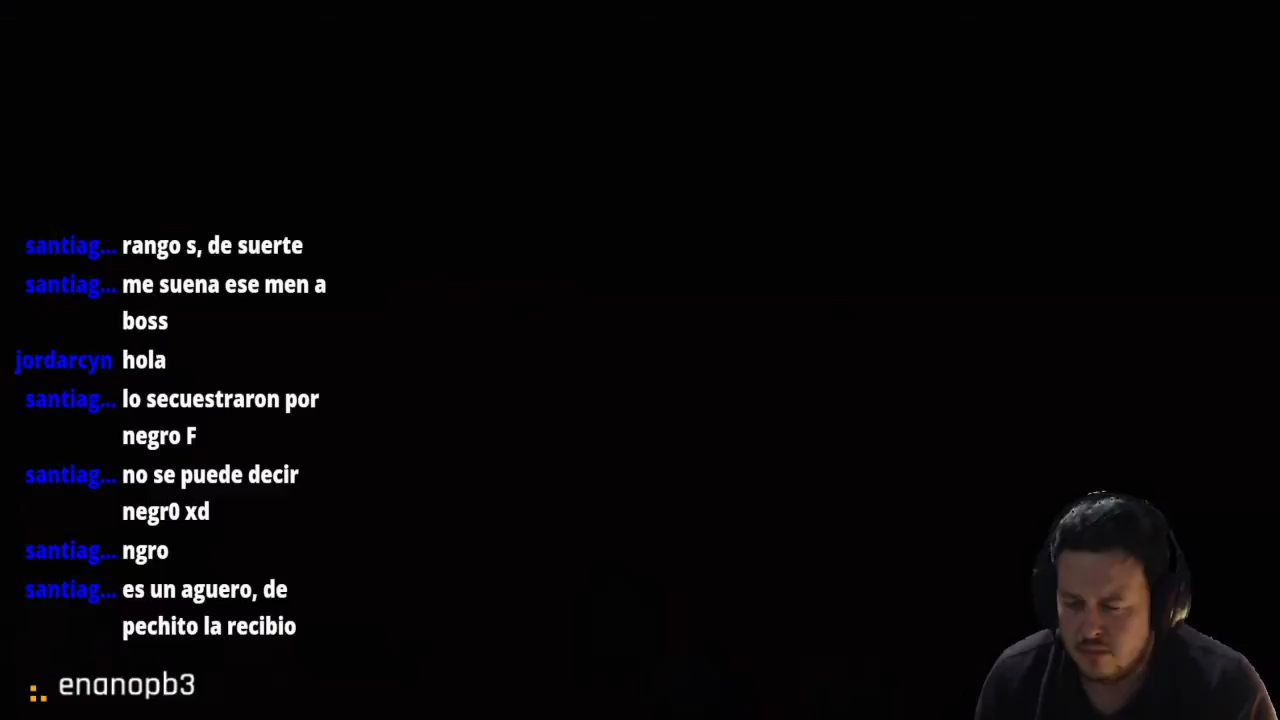 santiag... rango s, de suerte
santiag... me suena ese men a
boss
jordarcyn hola
santiag... lo secuestraron por
negro F
santiag... no se puede decir
negr0 xd
santiag... ngro
santiag... es un aguero, de
pechito la recibio
enanopb3